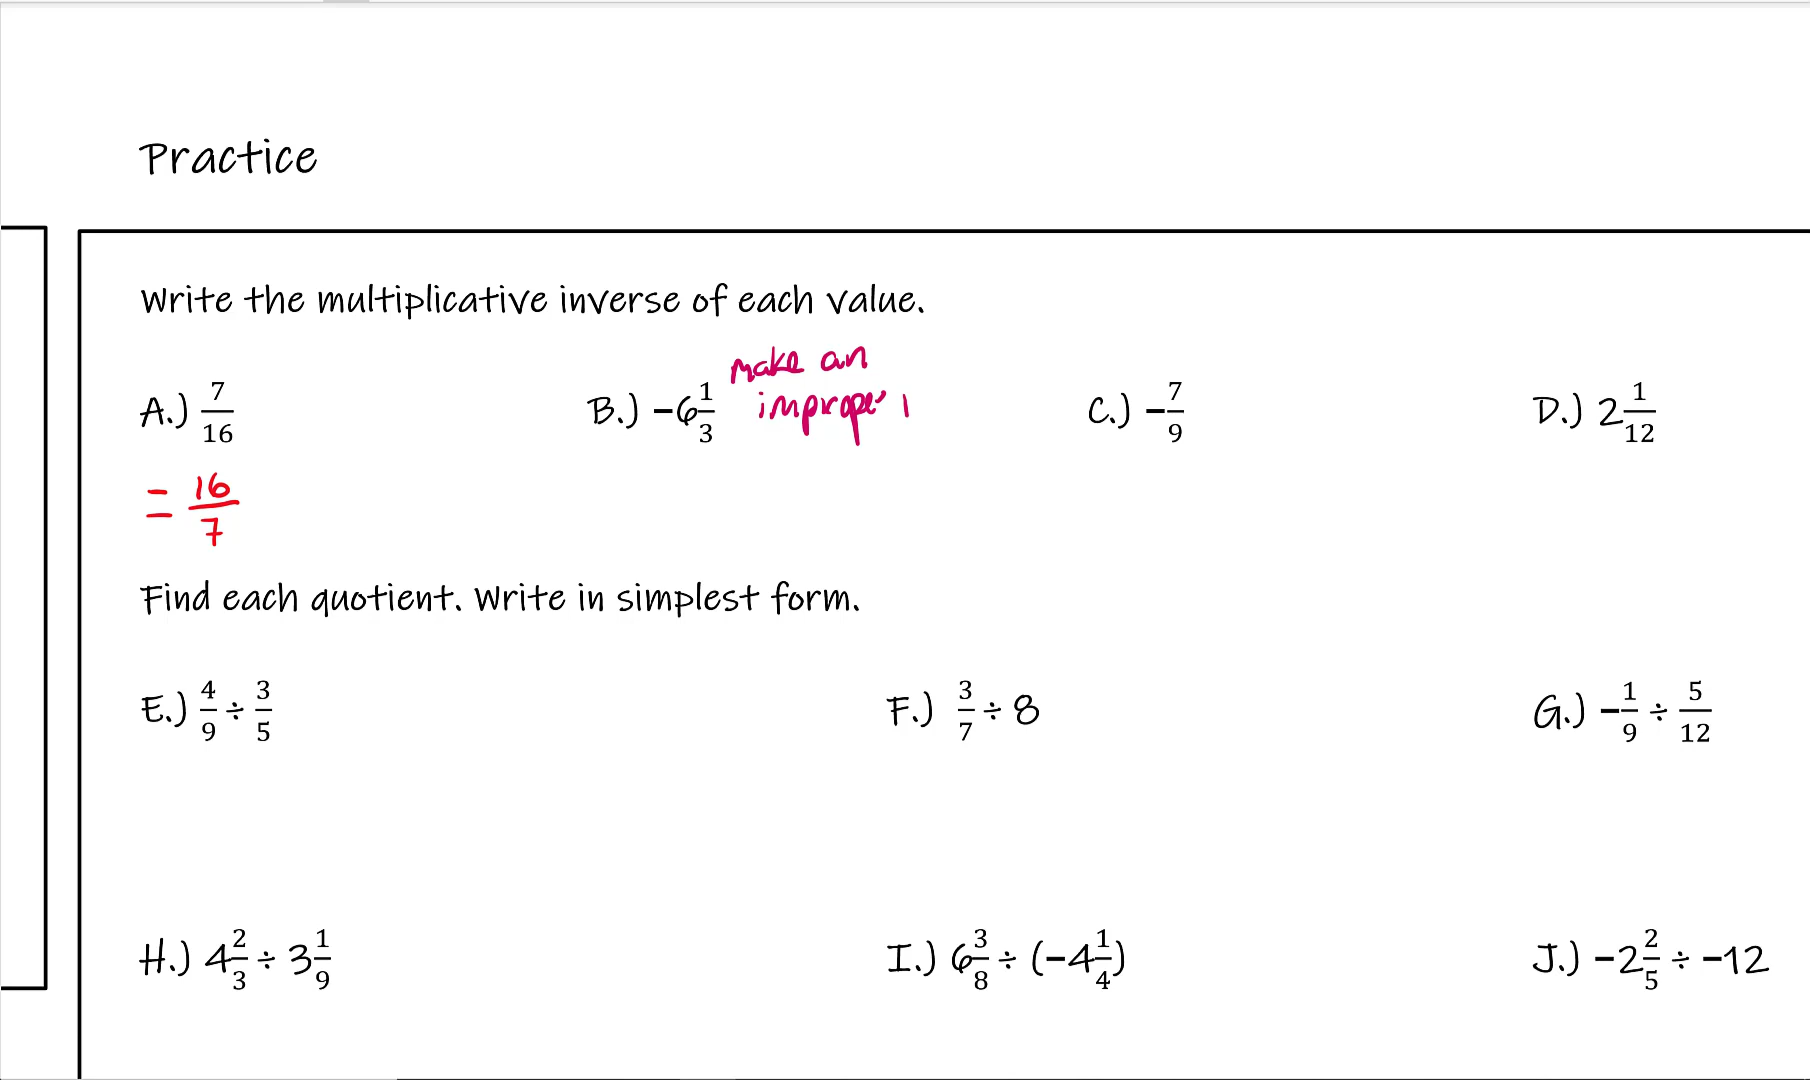 Practice
Write the multiplicative inverse of each value.
make an
A.) 7/16 B.) -6 1/3 improper C.) -7/9 D.) 2 1/12
= 16/7
Find each quotient. Write in simplest form.
E.) 4/9 ÷ 3/5 F.) 3/7 ÷ 8 G.) -1/9 ÷ 5/12
H.) 4 2/3 ÷ 3 1/9 I.) 6 3/8 ÷ (-4 1/4) J.) -2 2/5 ÷ -12